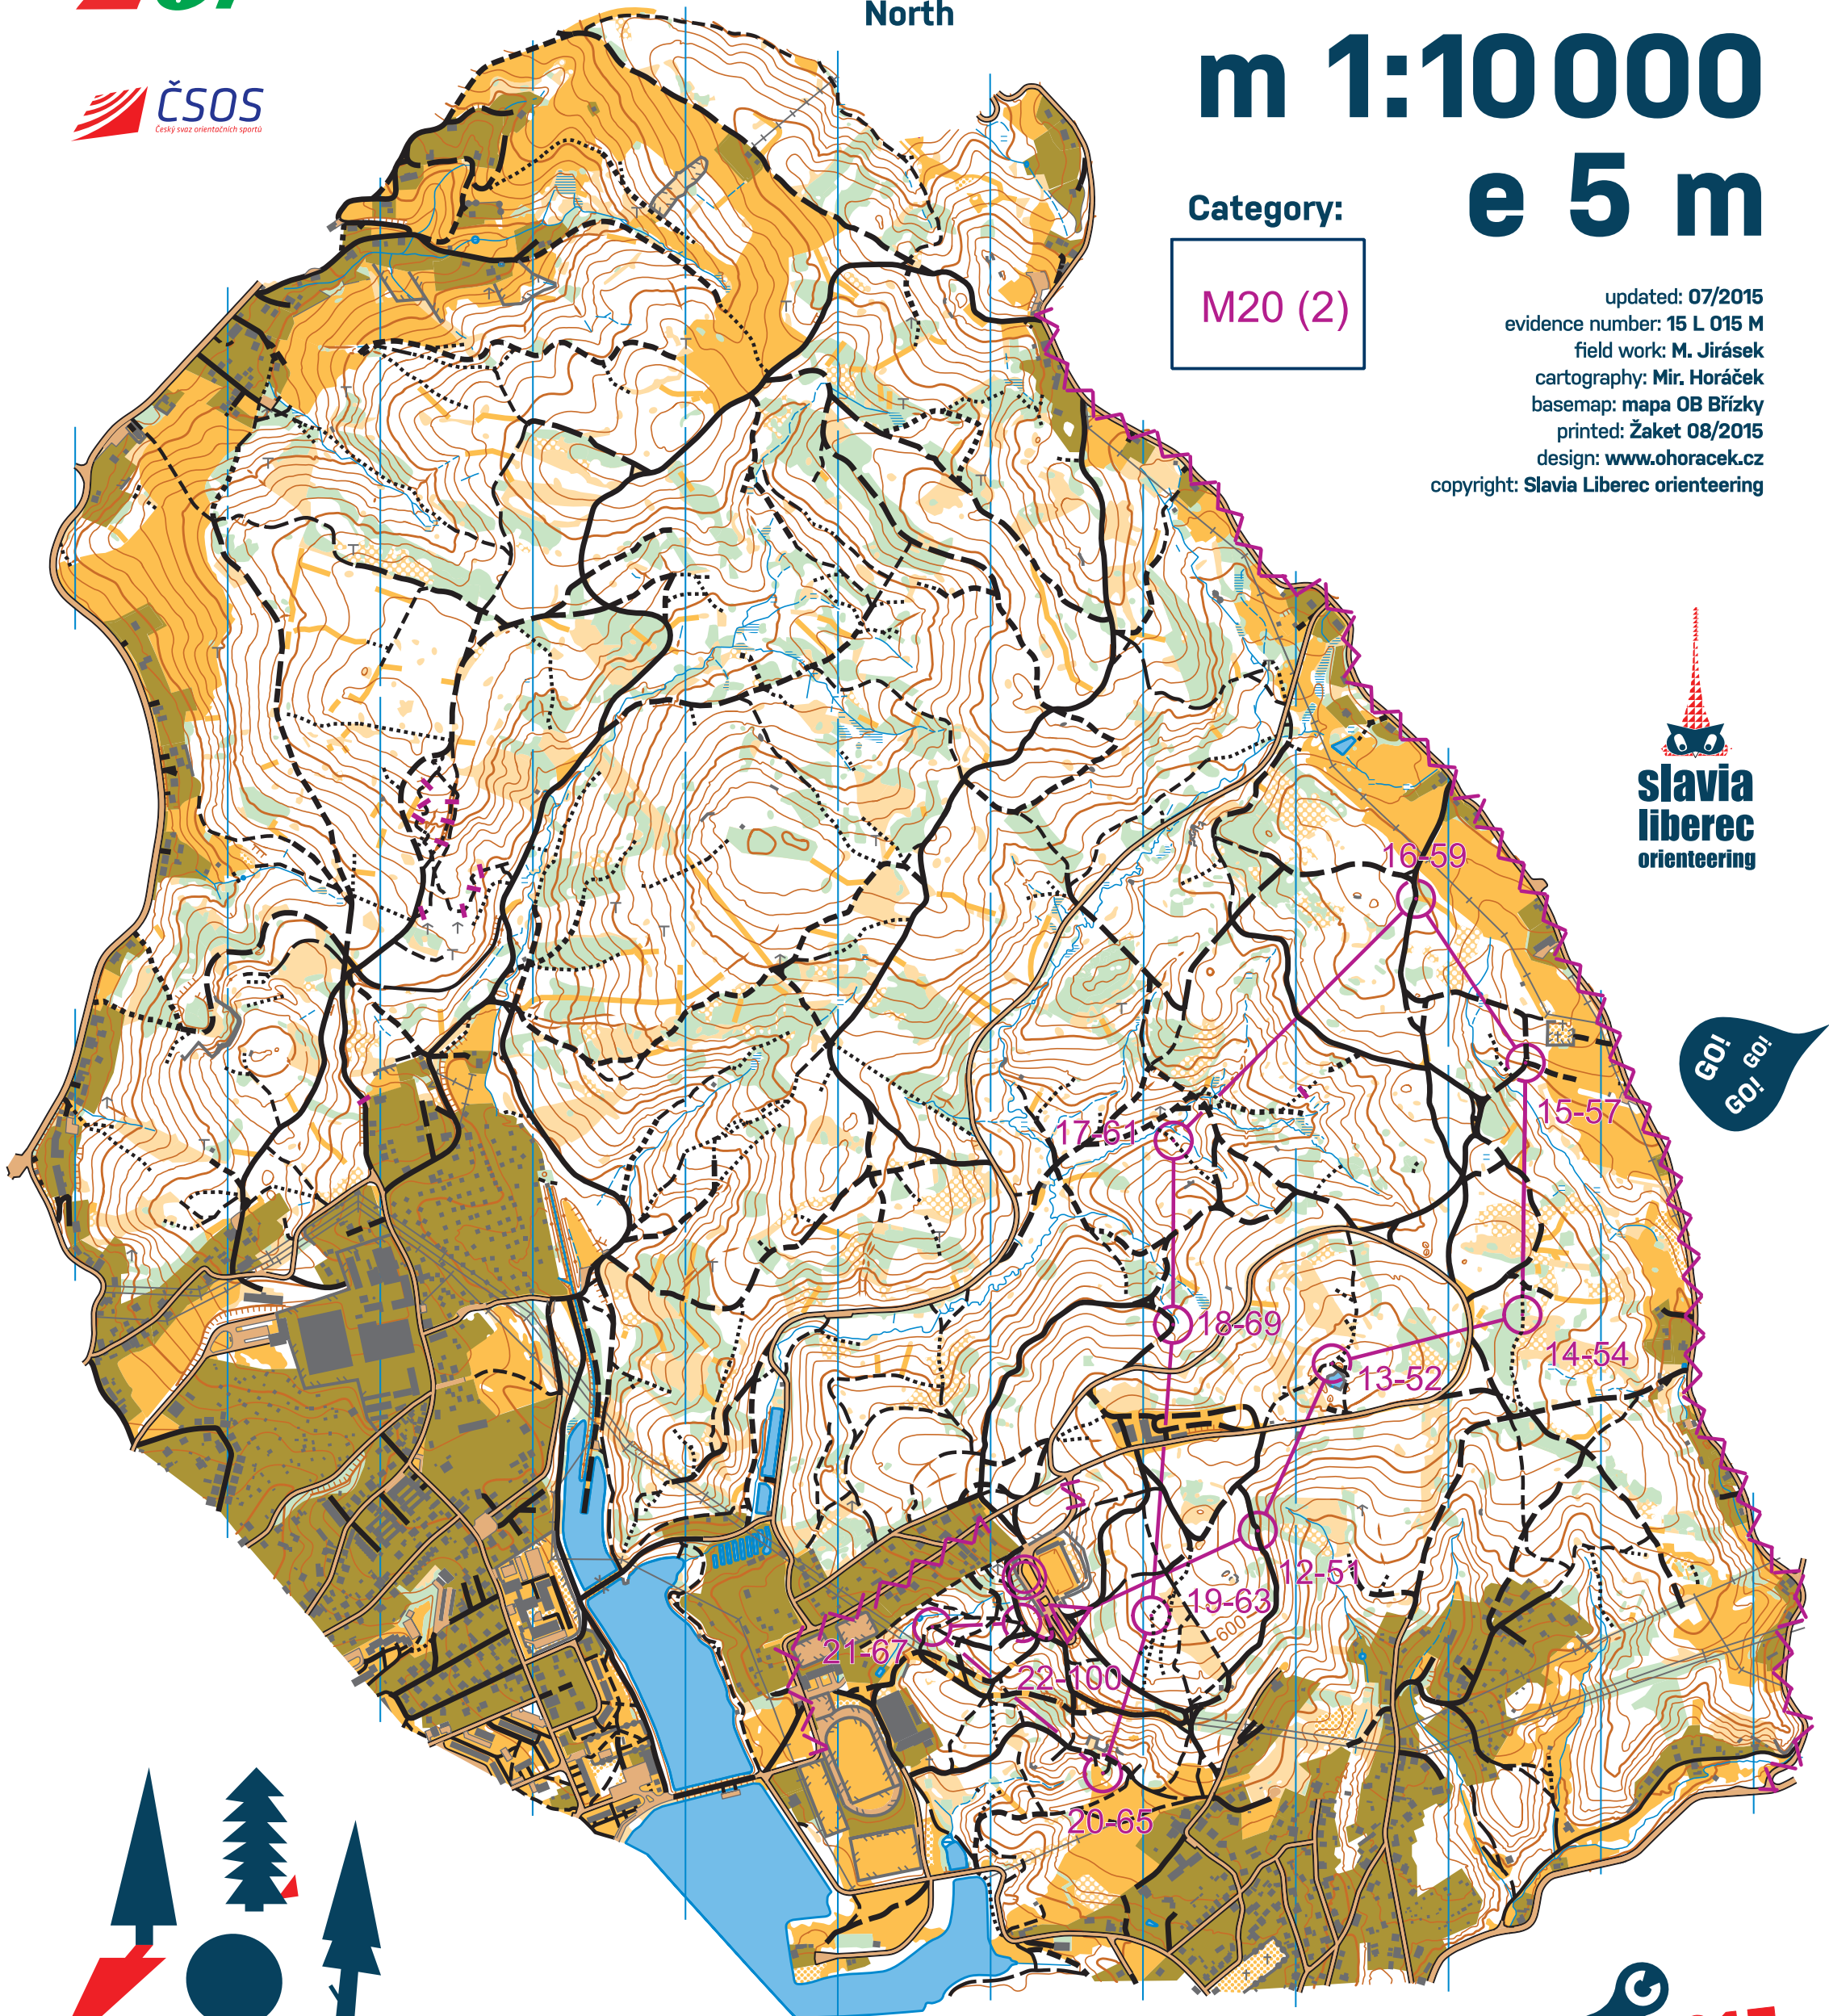 North
m 1:10 000
e 5 m
ČSOS
Český svaz orientačních sportů
Category:
M20 (2)
updated: 07/2015
evidence number: 15 L 015 M
field work: M. Jirásek
cartography: Mir. Horáček
basemap: mapa OB Břízky
printed: Žaket 08/2015
design: www.ohoracek.cz
copyright: Slavia Liberec orienteering
slavia
liberec
orienteering
16-59
GO!
GO!
GO!
15-57
17-61
18-69
14-54
13-52
12-51
19-63
600
21-67
22-100
20-65